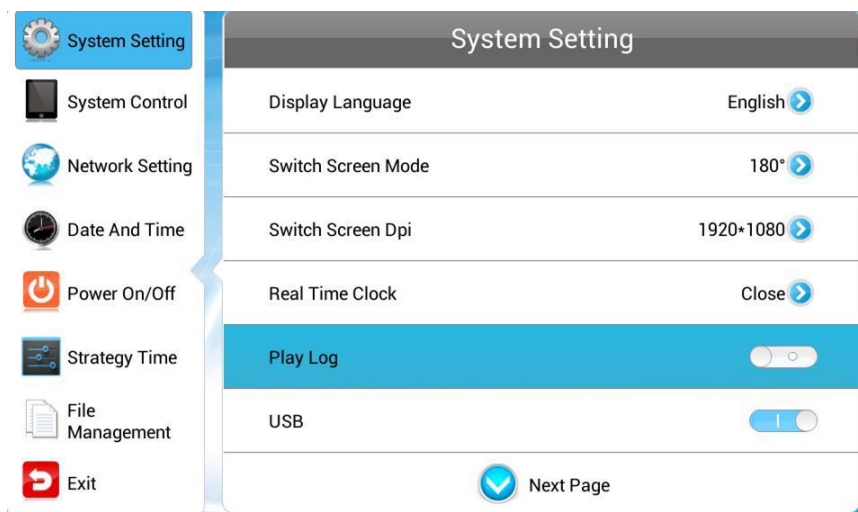 System Setting
System Control
Network Setting
Date And Time
Power On/Off
Strategy Time
File
Management
Exit
System Setting
Display Language English
Switch Screen Mode 180°
Switch Screen Dpi 1920*1080
Real Time Clock Close
Play Log
USB
Next Page